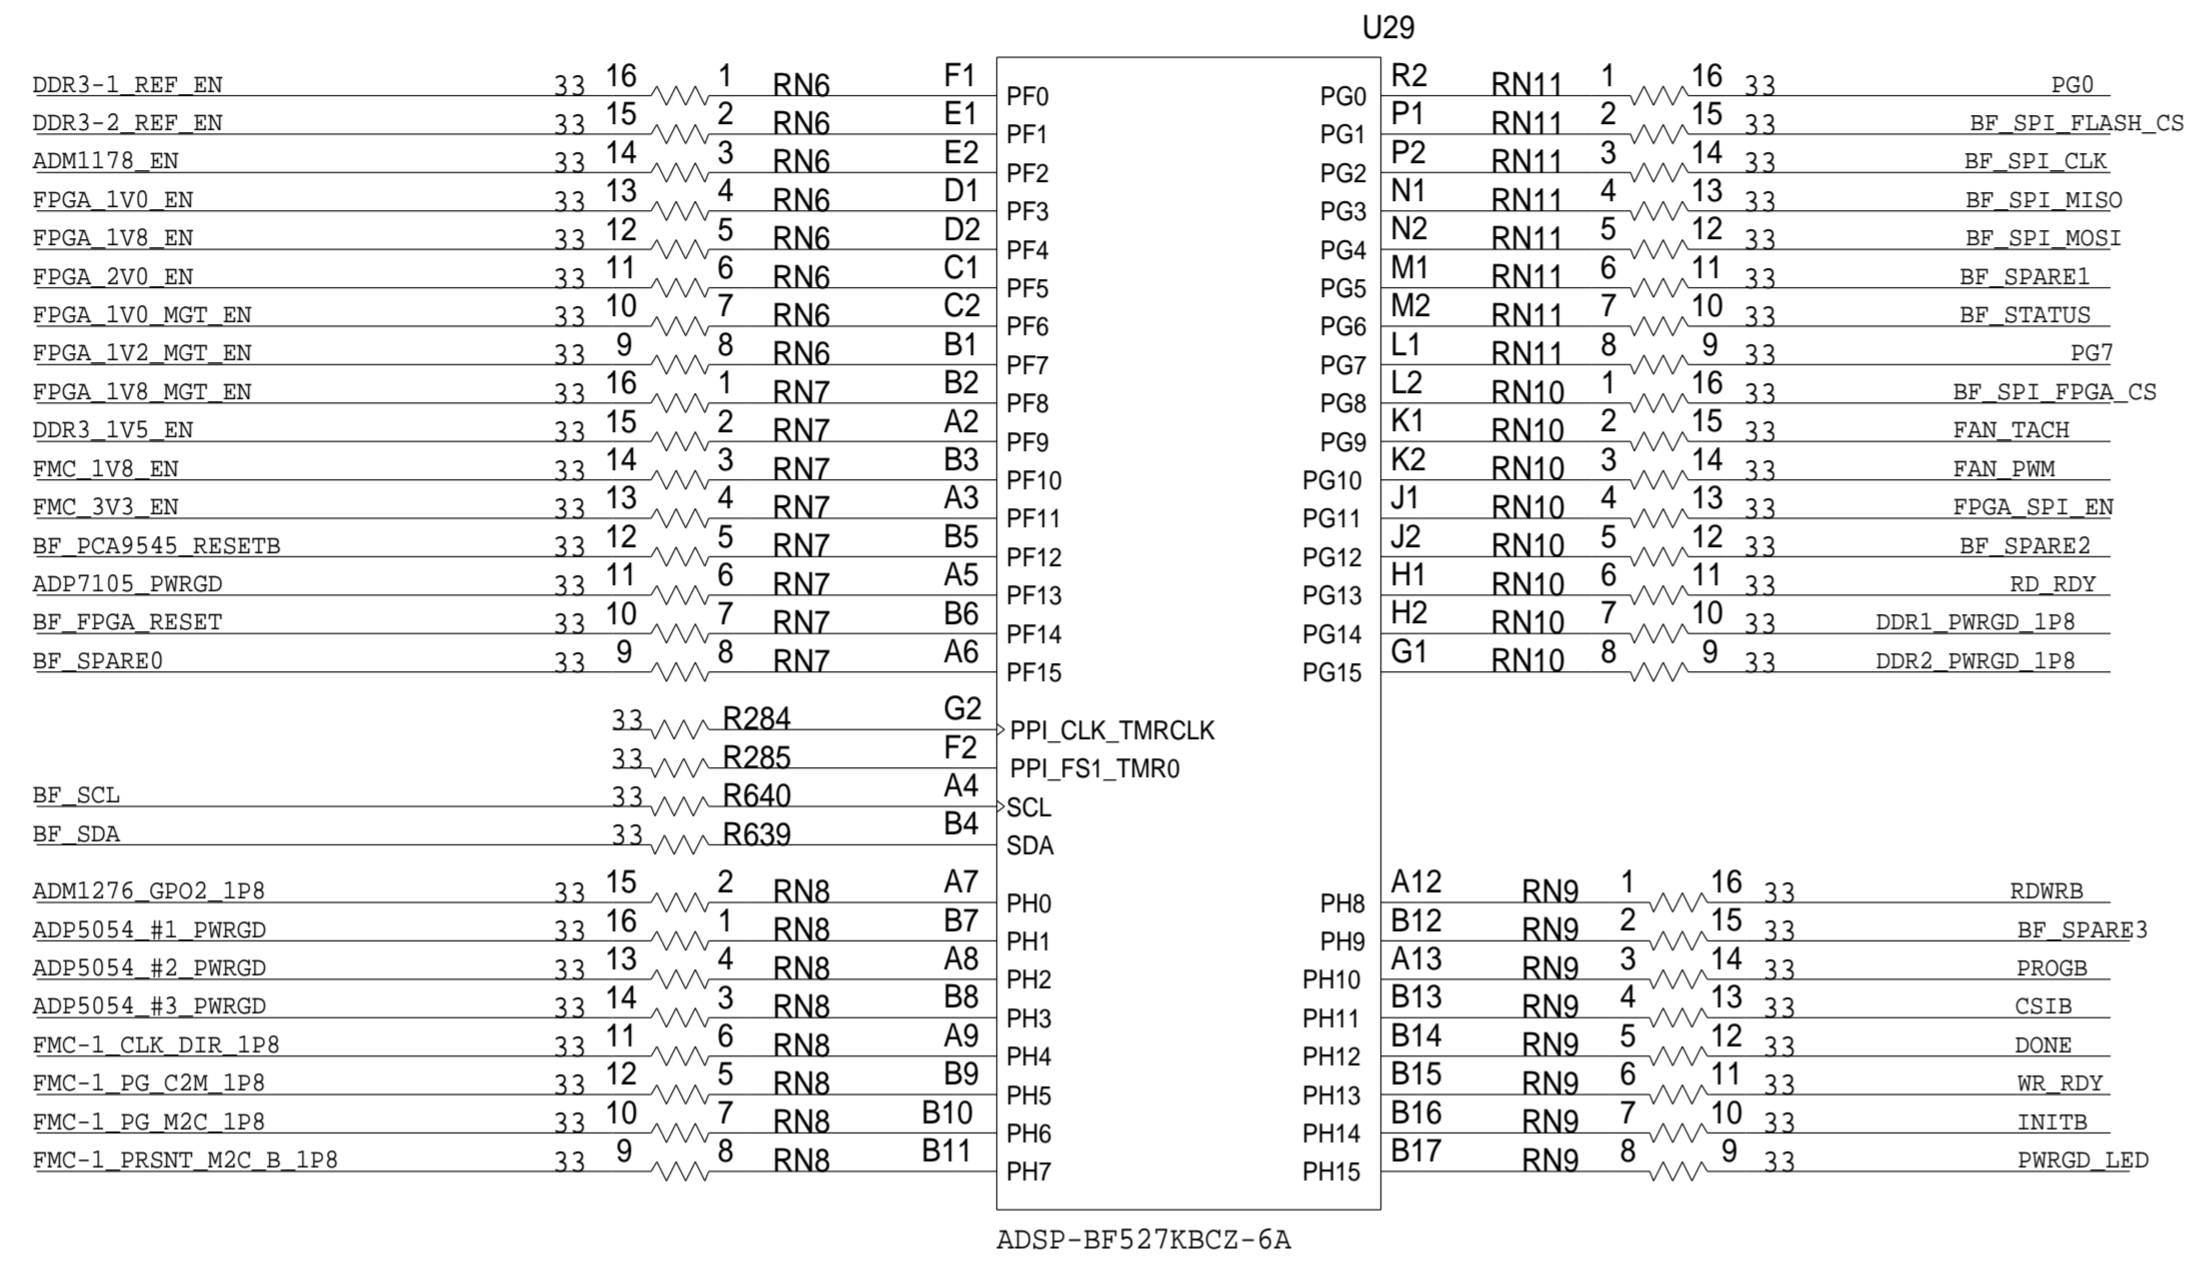 U29
DDR3-1_REF_EN 33 16 1 RN6 F1 PF0 PG0 R2 RN11 1 16 33 PG0
DDR3-2_REF_EN 33 15 2 RN6 E1 PF1 PG1 P1 RN11 2 15 33 BF_SPI_FLASH_CS
ADM1178_EN 33 14 3 RN6 E2 PF2 PG2 P2 RN11 3 14 33 BF_SPI_CLK
FPGA_1V0_EN 33 13 4 RN6 D1 PF3 PG3 N1 RN11 4 13 33 BF_SPI_MISO
FPGA_1V8_EN 33 12 5 RN6 D2 PF4 PG4 N2 RN11 5 12 33 BF_SPI_MOSI
FPGA_2V0_EN 33 11 6 RN6 C1 PF5 PG5 M1 RN11 6 11 33 BF_SPARE1
FPGA_1V0_MGT_EN 33 10 7 RN6 C2 PF6 PG6 M2 RN11 7 10 33 BF_STATUS
FPGA_1V2_MGT_EN 33 9 8 RN6 B1 PF7 PG7 L1 RN11 8 9 33 PG7
FPGA_1V8_MGT_EN 33 16 1 RN7 B2 PF8 PG8 L2 RN10 1 16 33 BF_SPI_FPGA_CS
DDR3_1V5_EN 33 15 2 RN7 A2 PF9 PG9 K1 RN10 2 15 33 FAN_TACH
FMC_1V8_EN 33 14 3 RN7 B3 PF10 PG10 K2 RN10 3 14 33 FAN_PWM
FMC_3V3_EN 33 13 4 RN7 A3 PF11 PG11 J1 RN10 4 13 33 FPGA_SPI_EN
BF_PCA9545_RESETB 33 12 5 RN7 B5 PF12 PG12 J2 RN10 5 12 33 BF_SPARE2
ADP7105_PWRGD 33 11 6 RN7 A5 PF13 PG13 H1 RN10 6 11 33 RD_RDY
BF_FPGA_RESET 33 10 7 RN7 B6 PF14 PG14 H2 RN10 7 10 33 DDR1_PWRGD_1P8
BF_SPARE0 33 9 8 RN7 A6 PF15 PG15 G1 RN10 8 9 33 DDR2_PWRGD_1P8
33 R284 G2 PPI_CLK_TMRCLK
33 R285 F2 PPI_FS1_TMR0
BF_SCL 33 R640 A4 SCL
BF_SDA 33 R639 B4 SDA
ADM1276_GPO2_1P8 33 15 2 RN8 A7 PH0 PH8 A12 RN9 1 16 33 RDWRB
ADP5054_#1_PWRGD 33 16 1 RN8 B7 PH1 PH9 B12 RN9 2 15 33 BF_SPARE3
ADP5054_#2_PWRGD 33 13 4 RN8 A8 PH2 PH10 A13 RN9 3 14 33 PROGB
ADP5054_#3_PWRGD 33 14 3 RN8 B8 PH3 PH11 B13 RN9 4 13 33 CSIB
FMC-1_CLK_DIR_1P8 33 11 6 RN8 A9 PH4 PH12 B14 RN9 5 12 33 DONE
FMC-1_PG_C2M_1P8 33 12 5 RN8 B9 PH5 PH13 B15 RN9 6 11 33 WR_RDY
FMC-1_PG_M2C_1P8 33 10 7 RN8 B10 PH6 PH14 B16 RN9 7 10 33 INITB
FMC-1_PRSNT_M2C_B_1P8 33 9 8 RN8 B11 PH7 PH15 B17 RN9 8 9 33 PWRGD_LED
ADSP-BF527KBCZ-6A